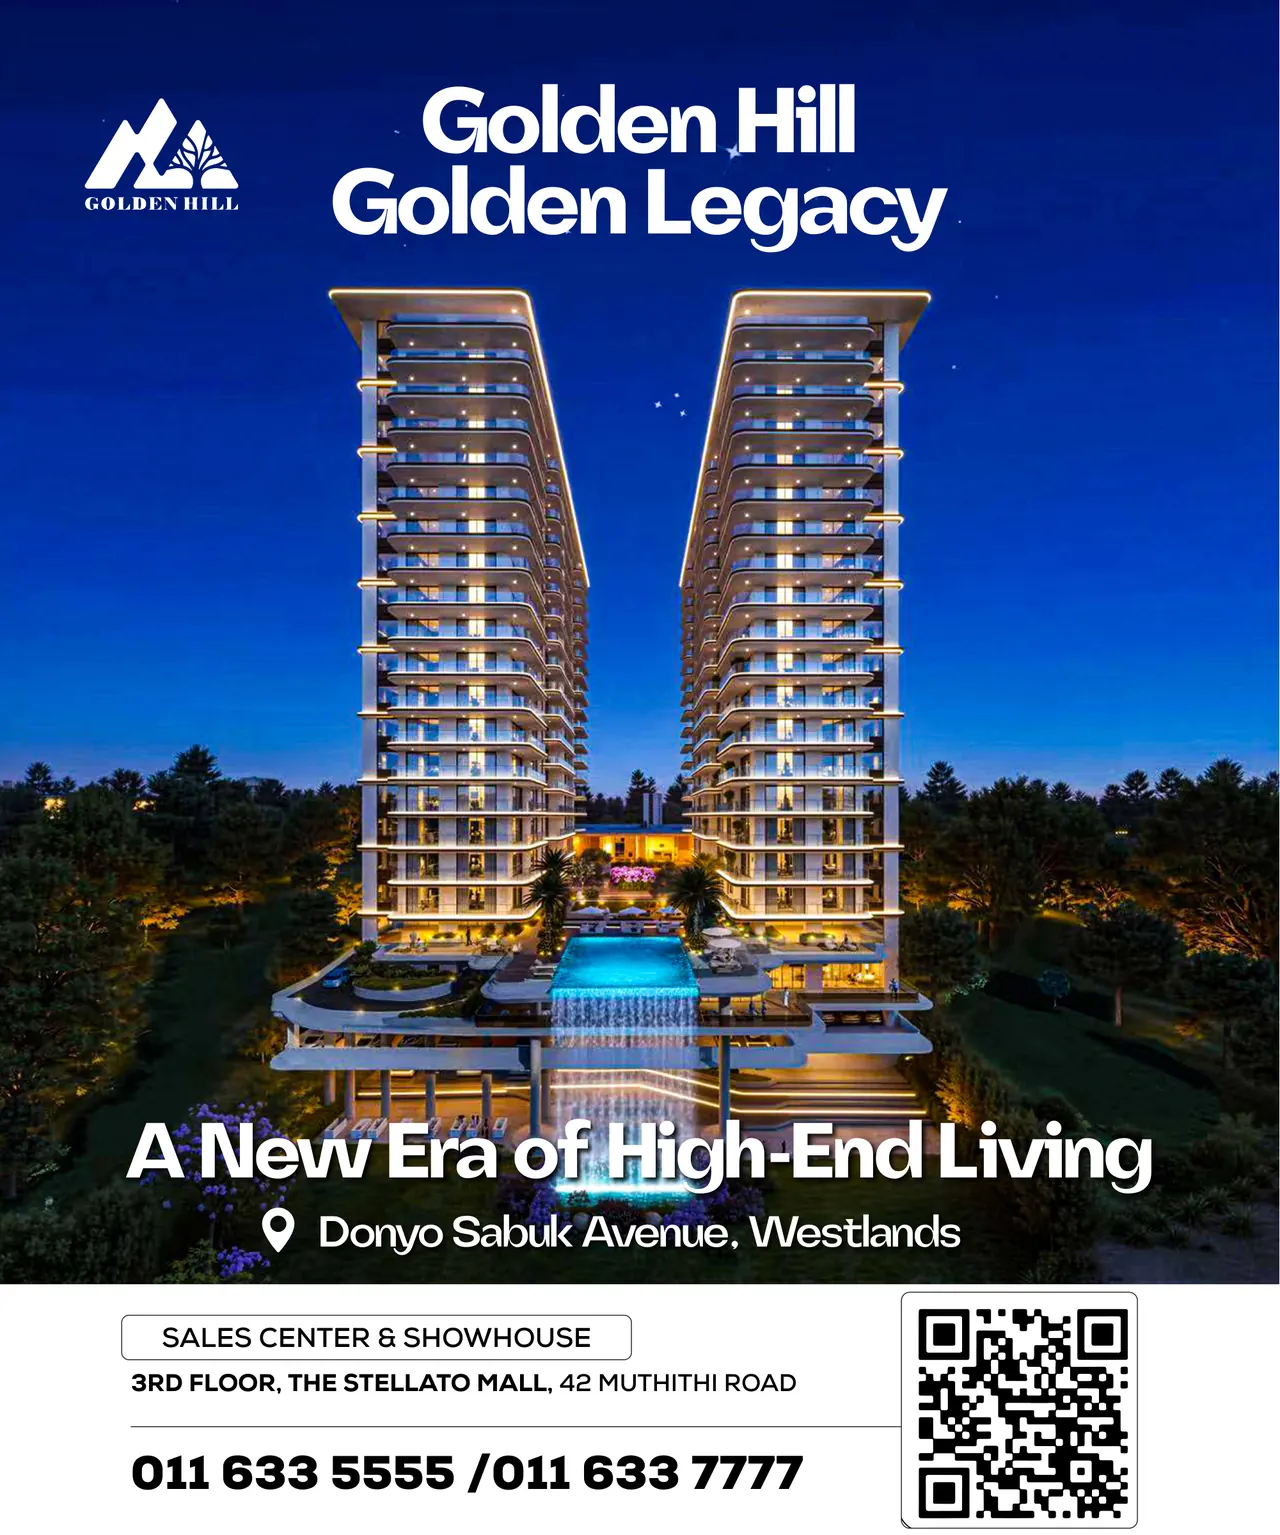 Golden Hill
Golden Legacy
GOLDEN HILL
A New Era of High-End Living
Donyo Sabuk Avenue, Westlands
SALES CENTER & SHOWHOUSE
3RD FLOOR, THE STELLATO MALL, 42 MUTHITHI ROAD
011 633 5555 /011 633 7777